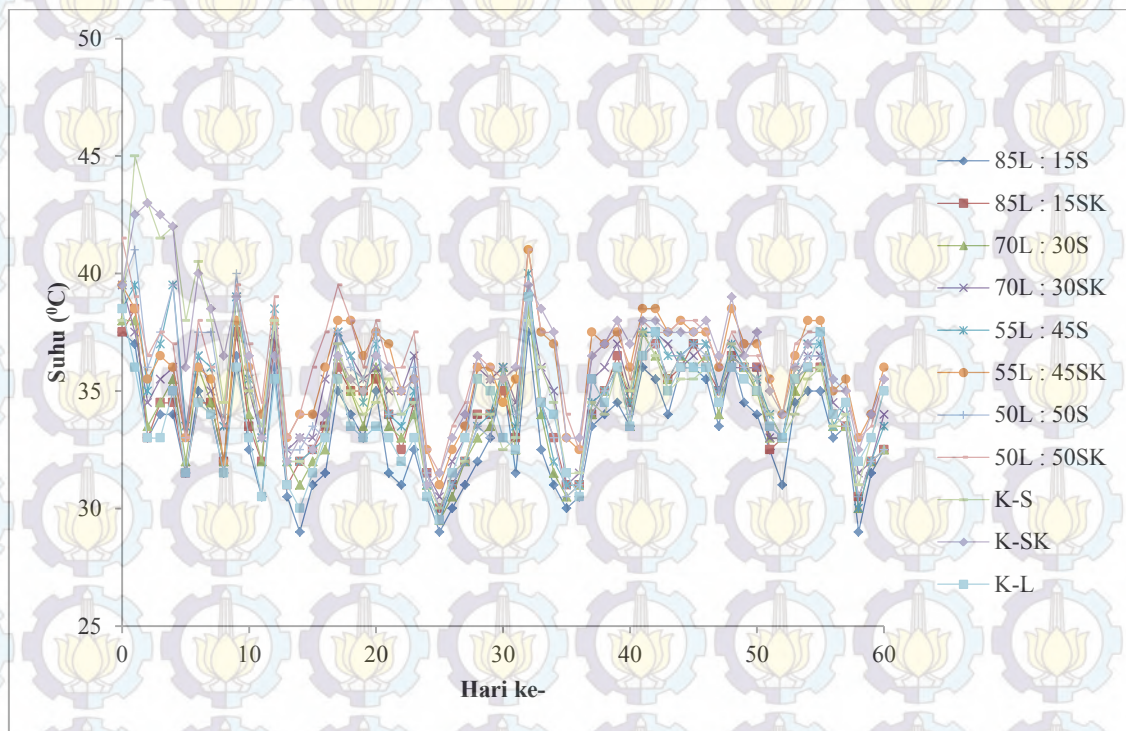 50
45
40
35
30
25
Suhu (⁰C)
0
10
20
30
40
50
60
Hari ke-
85L : 15S
85L : 15SK
70L : 30S
70L : 30SK
55L : 45S
55L : 45SK
50L : 50S
50L : 50SK
K-S
K-SK
K-L